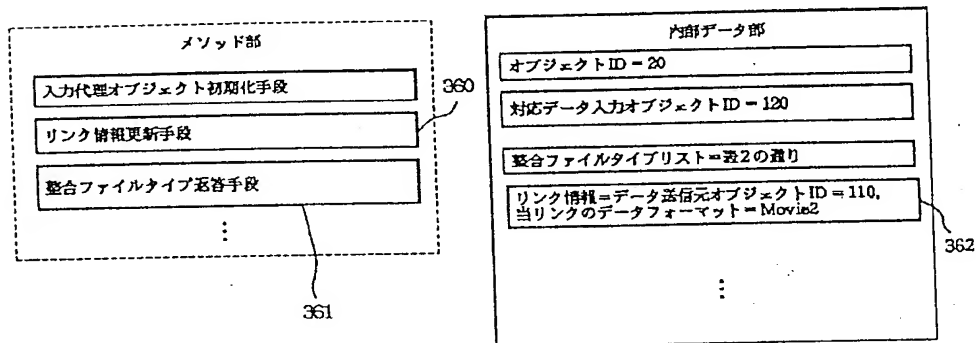 メソッド部
入力代理オブジェクト初期化手段
リンク情報更新手段
整合ファイルタイプ返答手段
360
361
内部データ部
オブジェクトID＝20
対応データ入力オブジェクトID＝120
整合ファイルタイプリスト＝表2の通り
リンク情報＝データ送信元オブジェクトID＝110,
当リンクのデータフォーマット＝Movie2
362